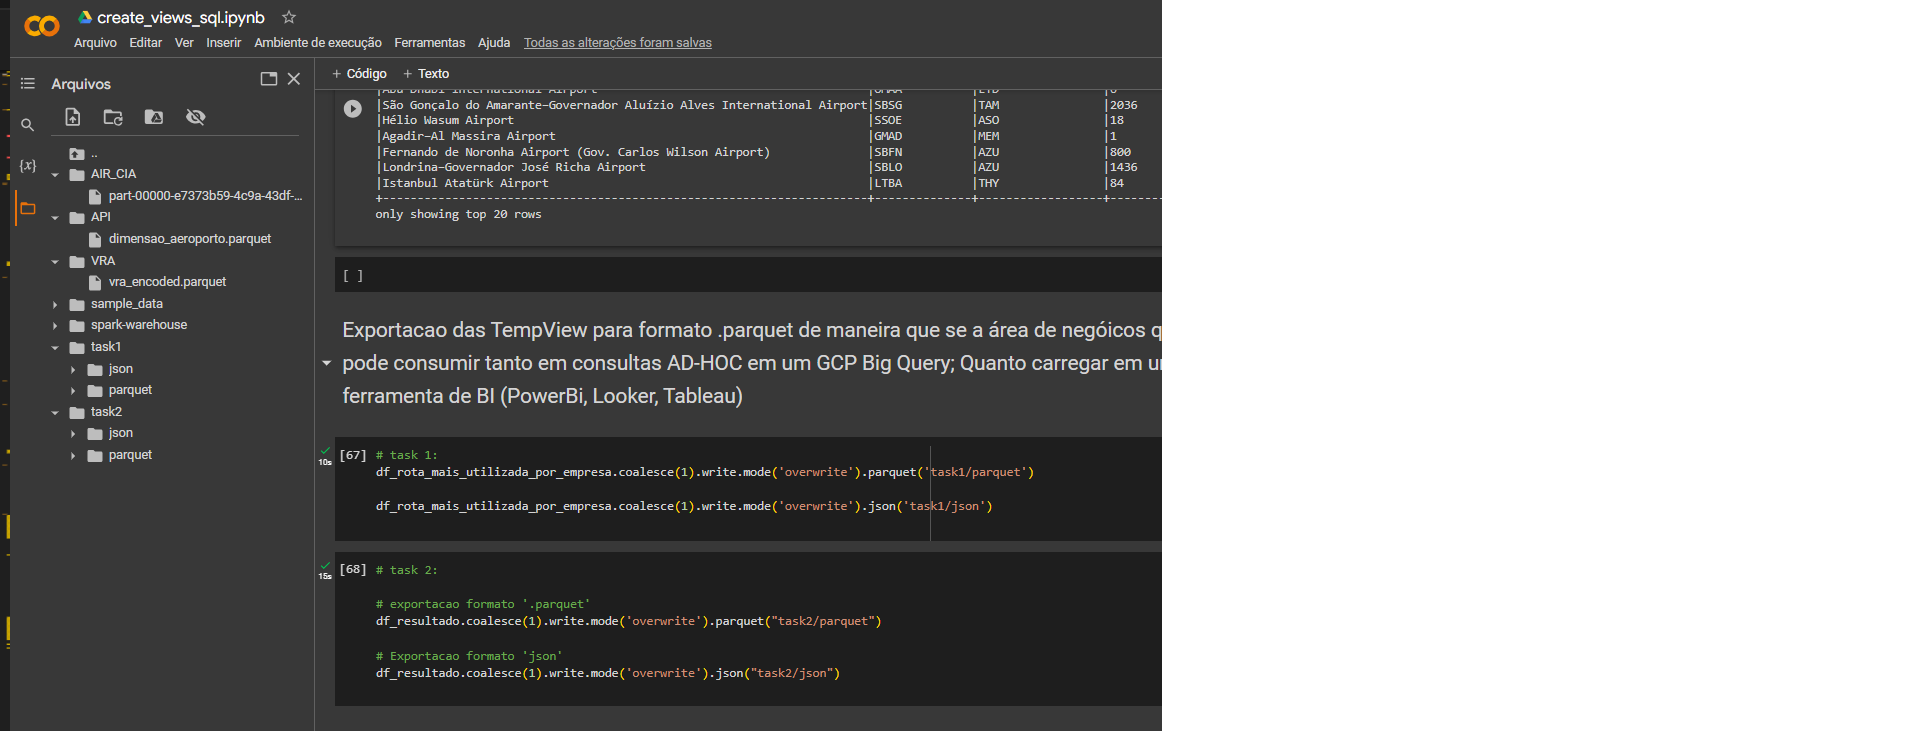 create_views_sql.ipynb
Arquivo Editar Ver Inserir Ambiente de execução Ferramentas Ajuda Todas as alterações foram salvas
Arquivos
+ Código + Texto
..
AIR_CIA
part-00000-e7373b59-4c9a-43df-...
API
dimensao_aeroporto.parquet
VRA
vra_encoded.parquet
sample_data
spark-warehouse
task1
json
parquet
task2
json
parquet
{x}
|Abu Dhabi International Airport |OMAA |ETD |6
|São Gonçalo do Amarante–Governador Aluízio Alves International Airport|SBSG |TAM |2036
|Hélio Wasum Airport |SSOE |ASO |18
|Agadir–Al Massira Airport |GMAD |MEM |1
|Fernando de Noronha Airport (Gov. Carlos Wilson Airport) |SBFN |AZU |800
|Londrina–Governador José Richa Airport |SBLO |AZU |1436
|Istanbul Atatürk Airport |LTBA |THY |84
only showing top 20 rows
[ ]
Exportacao das TempView para formato .parquet de maneira que se a área de negóicos q
pode consumir tanto em consultas AD-HOC em um GCP Big Query; Quanto carregar em u
ferramenta de BI (PowerBi, Looker, Tableau)
10s
[67] # task 1:
df_rota_mais_utilizada_por_empresa.coalesce(1).write.mode('overwrite').parquet('task1/parquet')
df_rota_mais_utilizada_por_empresa.coalesce(1).write.mode('overwrite').json('task1/json')
15s
[68] # task 2:
# exportacao formato '.parquet'
df_resultado.coalesce(1).write.mode('overwrite').parquet("task2/parquet")
# Exportacao formato 'json'
df_resultado.coalesce(1).write.mode('overwrite').json("task2/json")